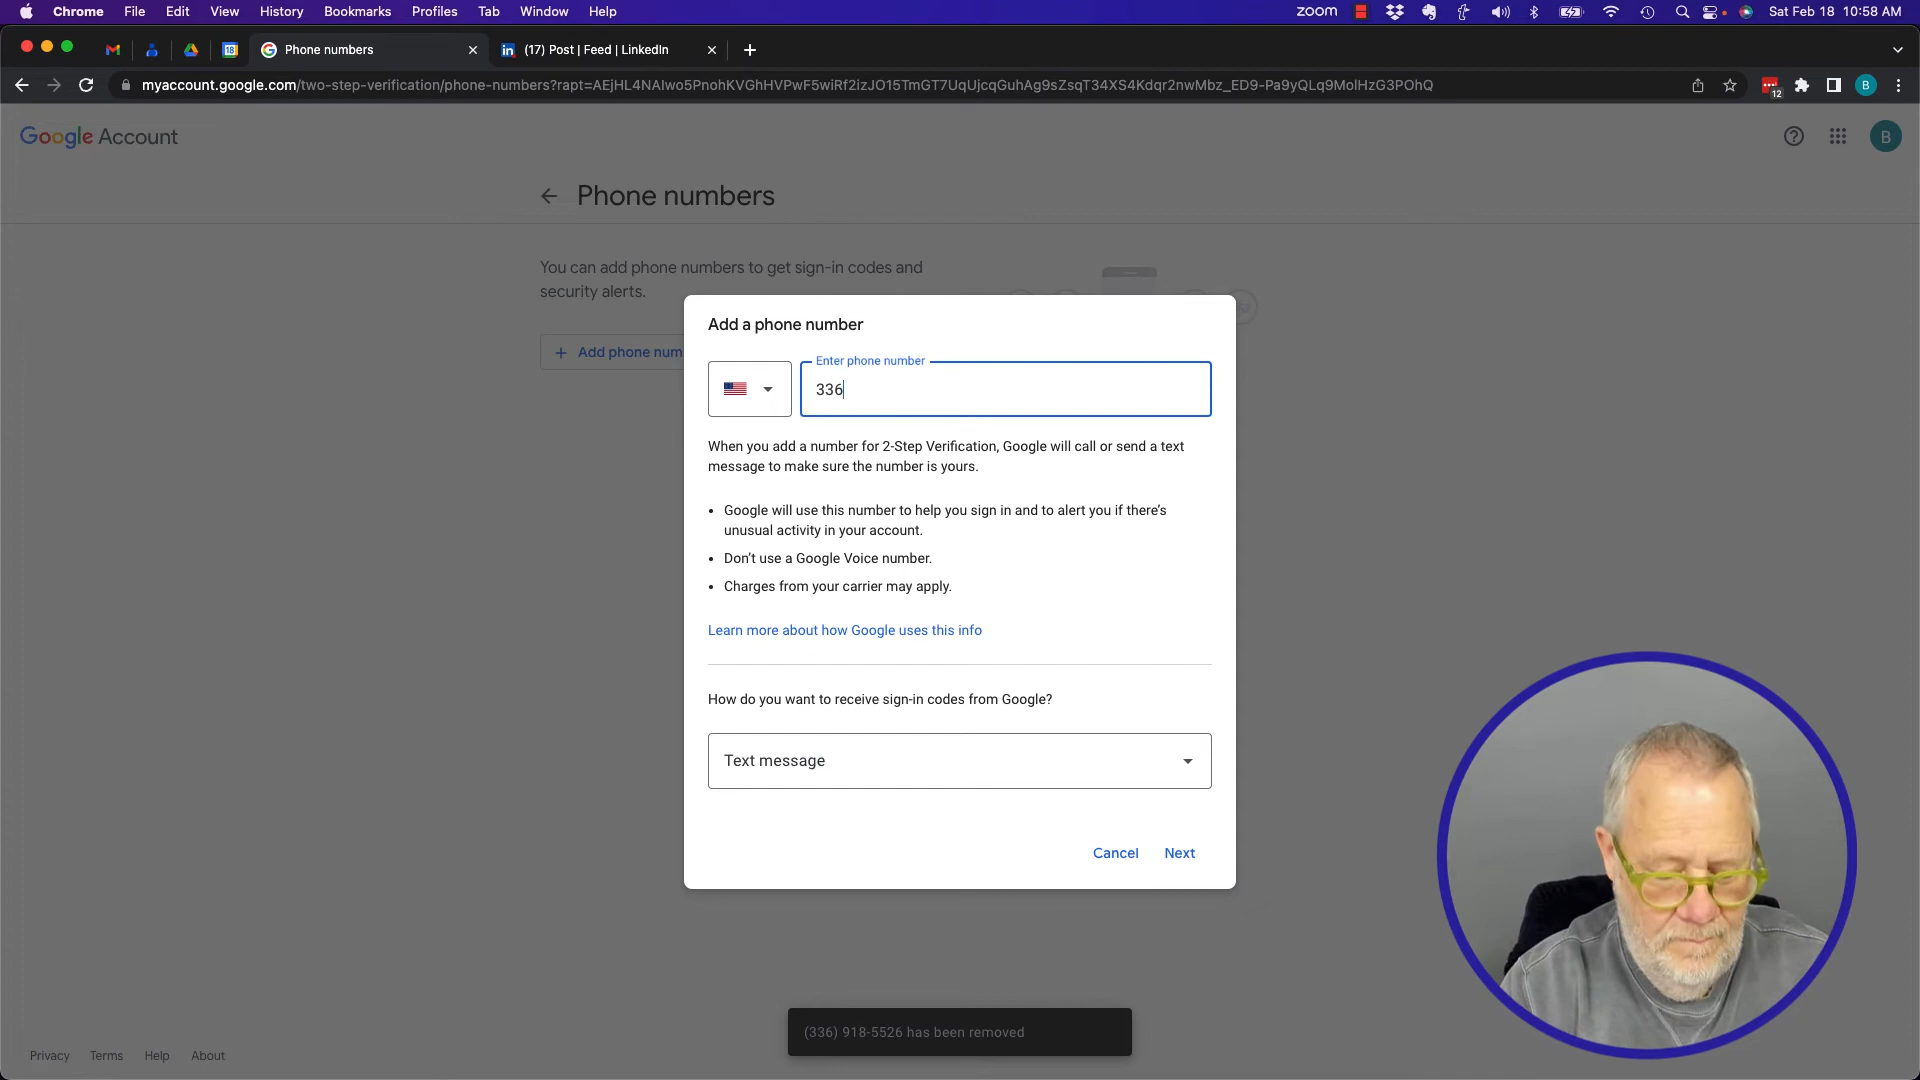 Chrome File Edit View History Bookmarks Profiles Tab Window Help zoom Sat Feb 18 10:58 AM
18 Phone numbers (17) Post | Feed | LinkedIn
myaccount.google.com/two-step-verification/phone-numbers?rapt=AEjHL4NAIwo5PnohKVGhHVPwF5wiRf2izJO15TmGT7UqUjcqGuhAg9sZsqT34XS4Kdqr2nwMbz_ED9-Pa9yQLq9MolHzG3POhQ 12 B
Google Account B
Phone numbers
You can add phone numbers to get sign-in codes and
security alerts.
Add a phone number
Add phone num
Enter phone number
336
When you add a number for 2-Step Verification, Google will call or send a text
message to make sure the number is yours.
• Google will use this number to help you sign in and to alert you if there's
unusual activity in your account.
• Don't use a Google Voice number.
• Charges from your carrier may apply.
Learn more about how Google uses this info
How do you want to receive sign-in codes from Google?
Text message
Cancel Next
(336) 918-5526 has been removed
Privacy Terms Help About